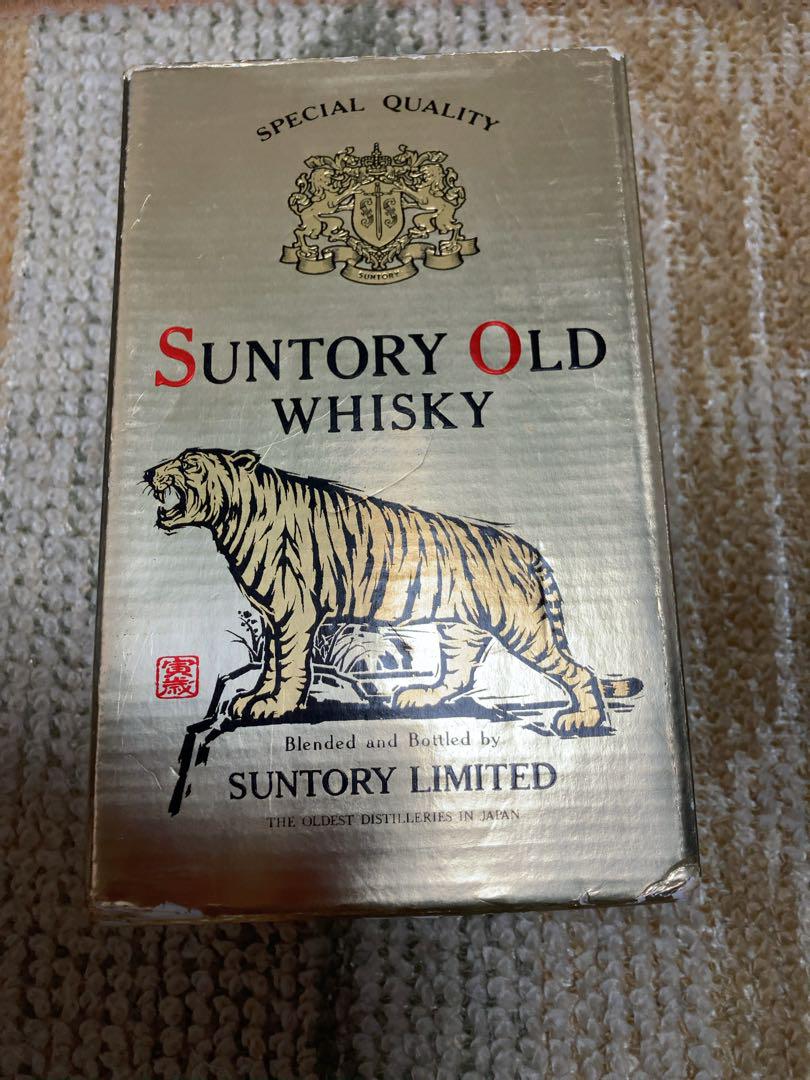 SPECIAL QUALITY
SUNTORY
SUNTORY OLD
WHISKY
寅歳
Blended and Bottled by
SUNTORY LIMITED
THE OLDEST DISTILLERIES IN JAPAN